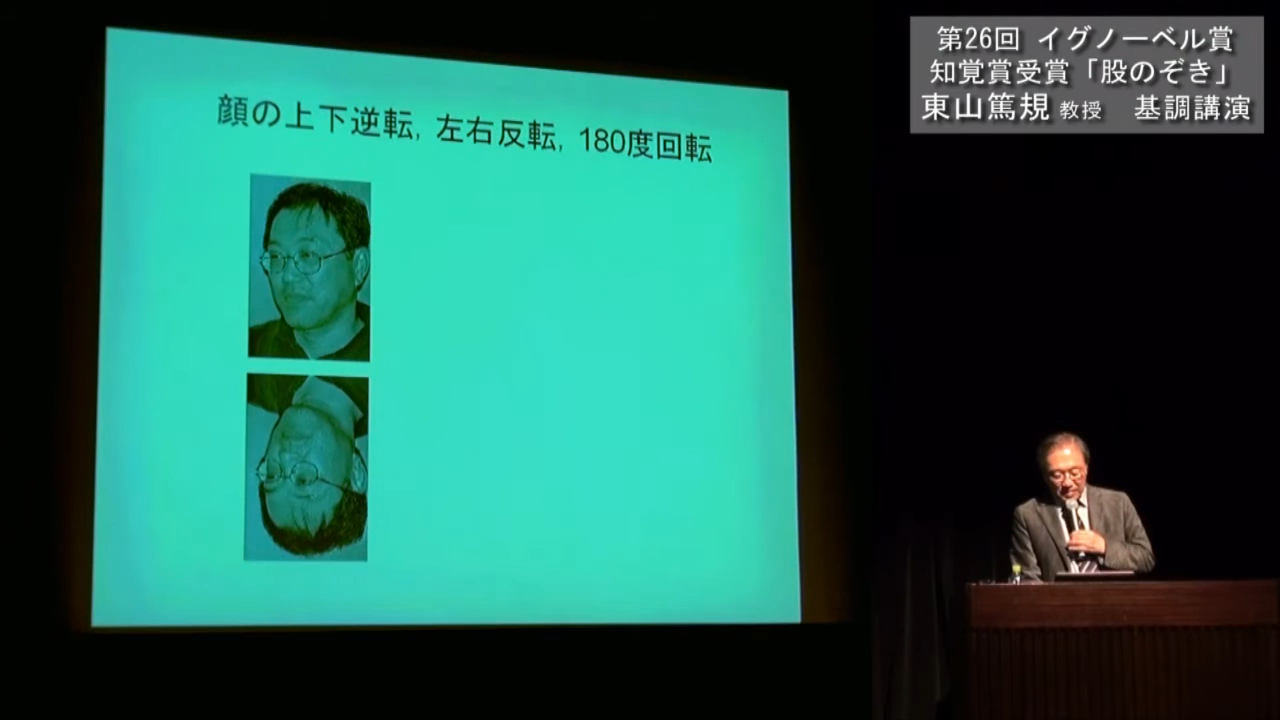 顔の上下逆転, 左右反転, 180度回転
第26回 イグノーベル賞
知覚賞受賞「股のぞき」
東山篤規 教授 基調講演